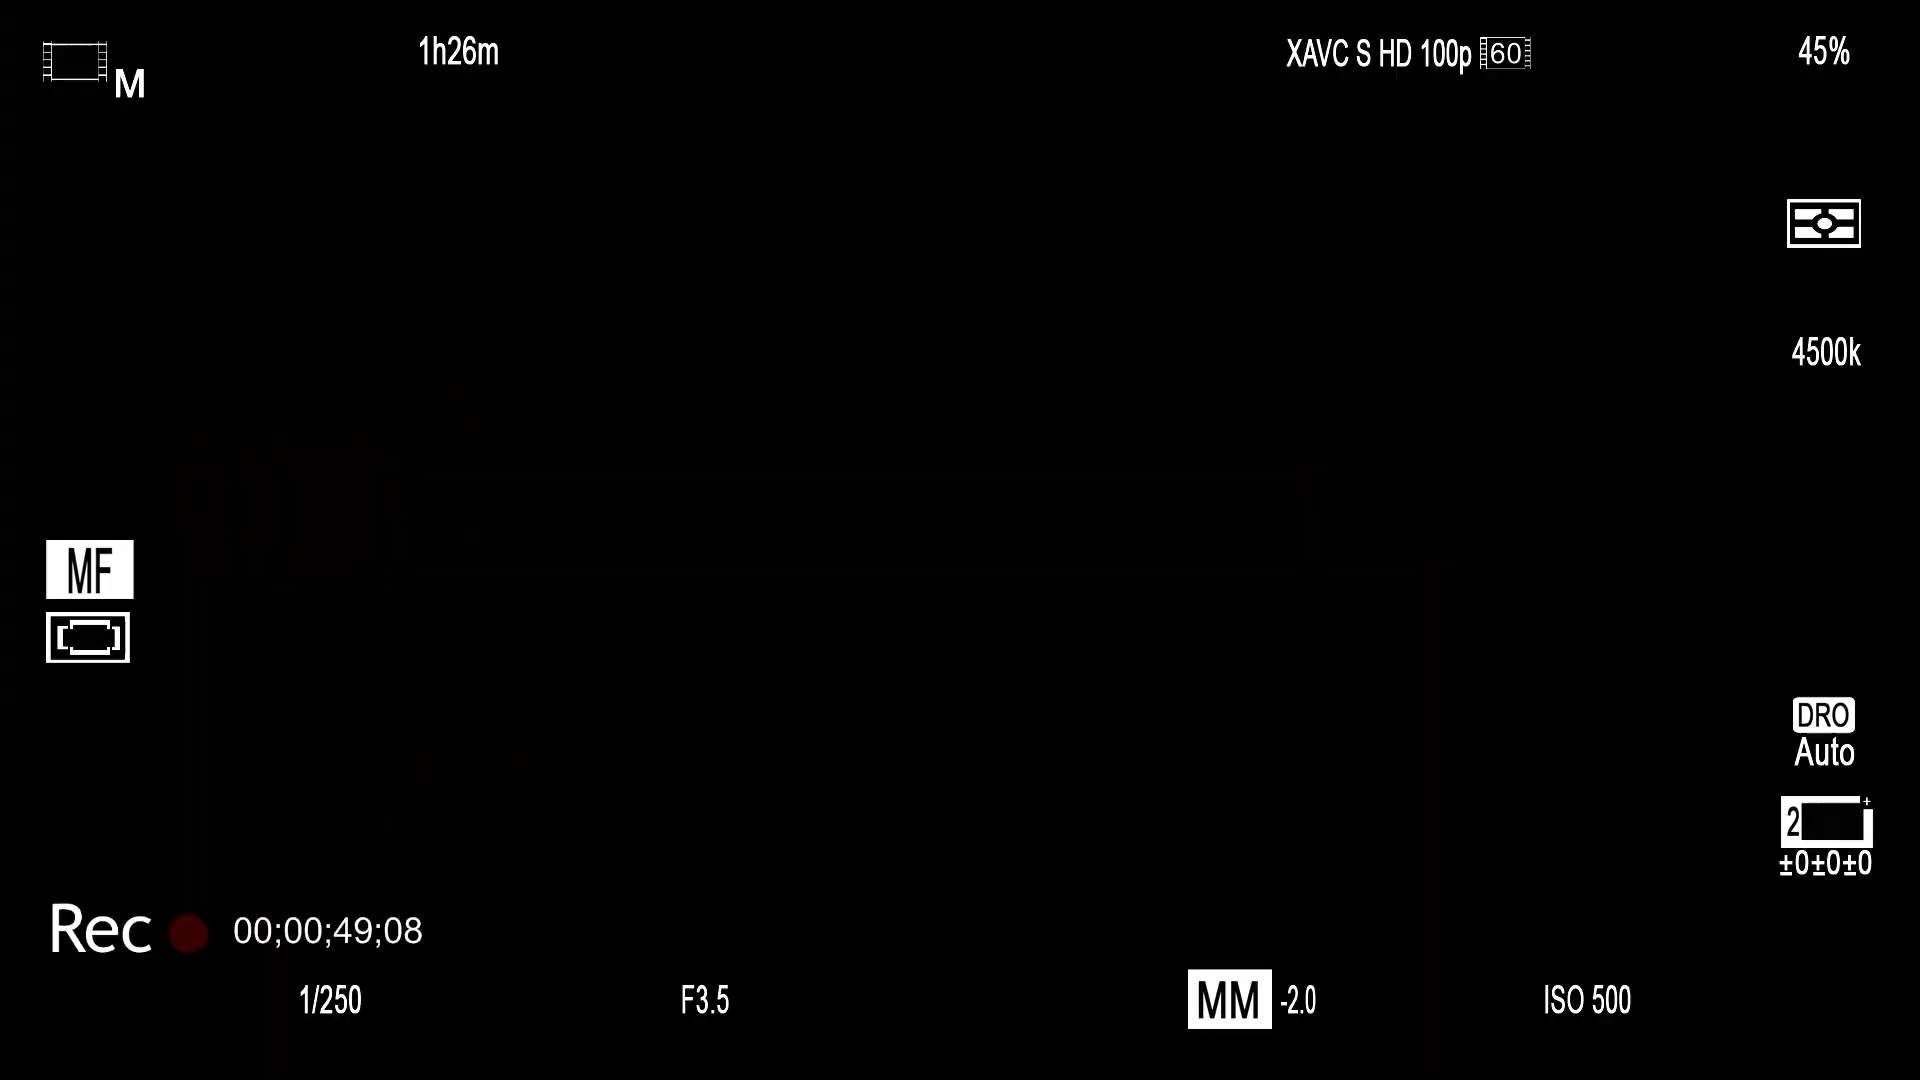 M
1h26m
XAVC S HD 100p 60
45%
4500k
MF
DRO
Auto
2 +
±0±0±0
Rec 00;00;49;08
1/250
F3.5
MM -2.0
ISO 500